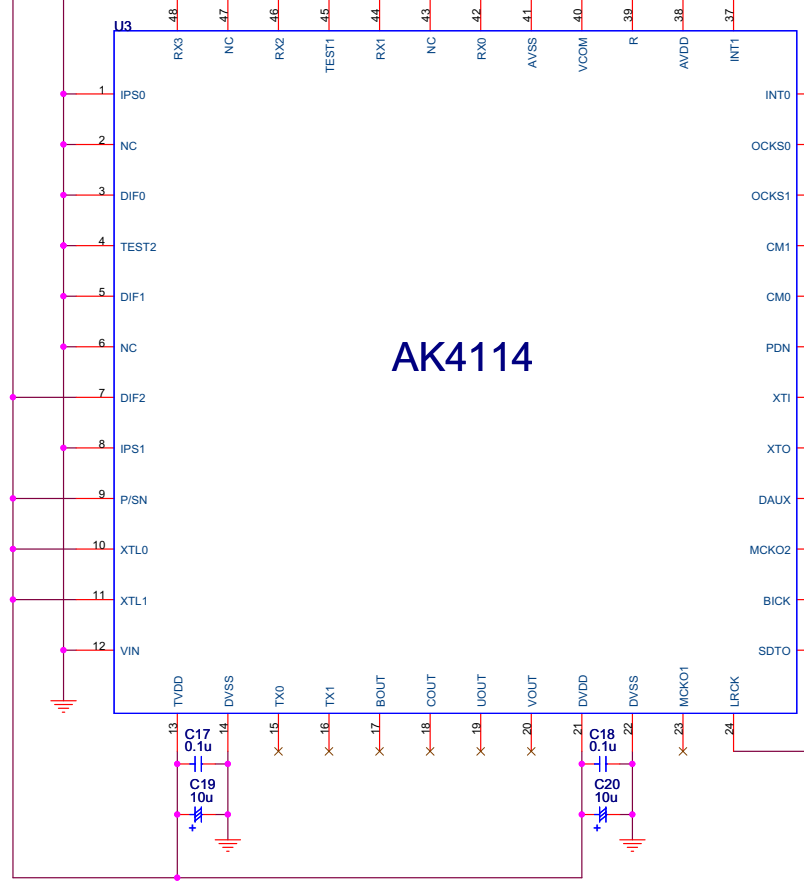 48 47 46 45 44 43 42 41 40 39 38 37
U3
RX3 NC RX2 TEST1 RX1 NC RX0 AVSS VCOM R AVDD INT1
1 IPS0 INT0
2 NC OCKS0
3 DIF0 OCKS1
4 TEST2 CM1
5 DIF1 CM0
6 NC PDN
AK4114
7 DIF2 XTI
8 IPS1 XTO
9 P/SN DAUX
10 XTL0 MCKO2
11 XTL1 BICK
12 VIN SDTO
TVDD DVSS TX0 TX1 BOUT COUT UOUT VOUT DVDD DVSS MCKO1 LRCK
13 14 15 16 17 18 19 20 21 22 23 24
C17 C18
0.1u 0.1u
C19 C20
10u 10u
+ +